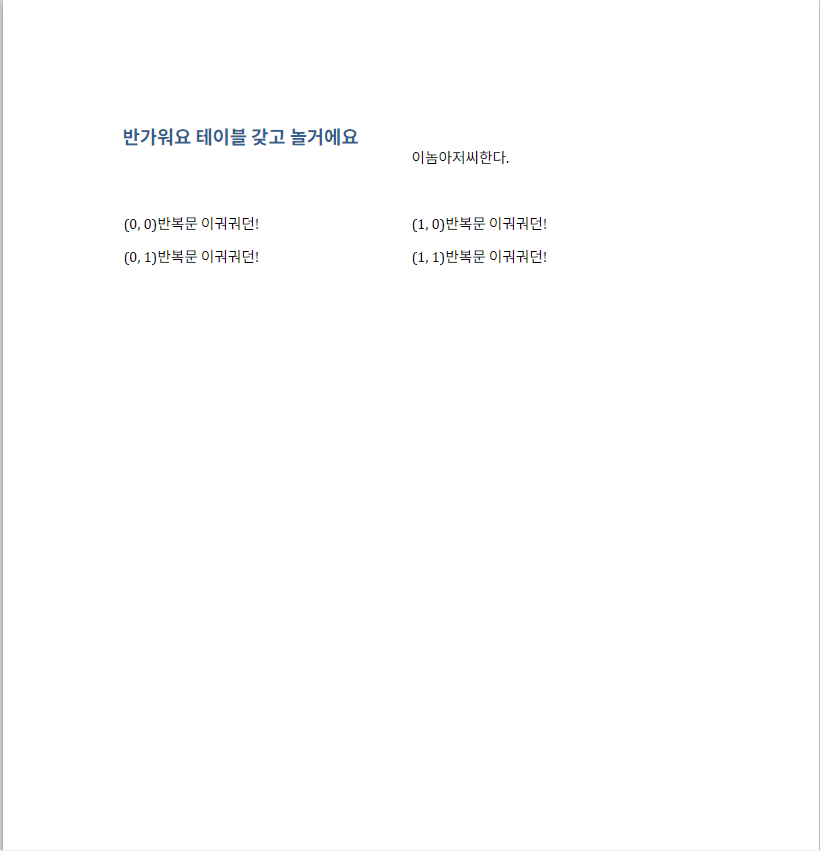 반가워요 테이블 갖고 놀거에요
이놈아저씨한다.
(0, 0)반복문 이궈궈던! (1, 0)반복문 이궈궈던!
(0, 1)반복문 이궈궈던! (1, 1)반복문 이궈궈던!